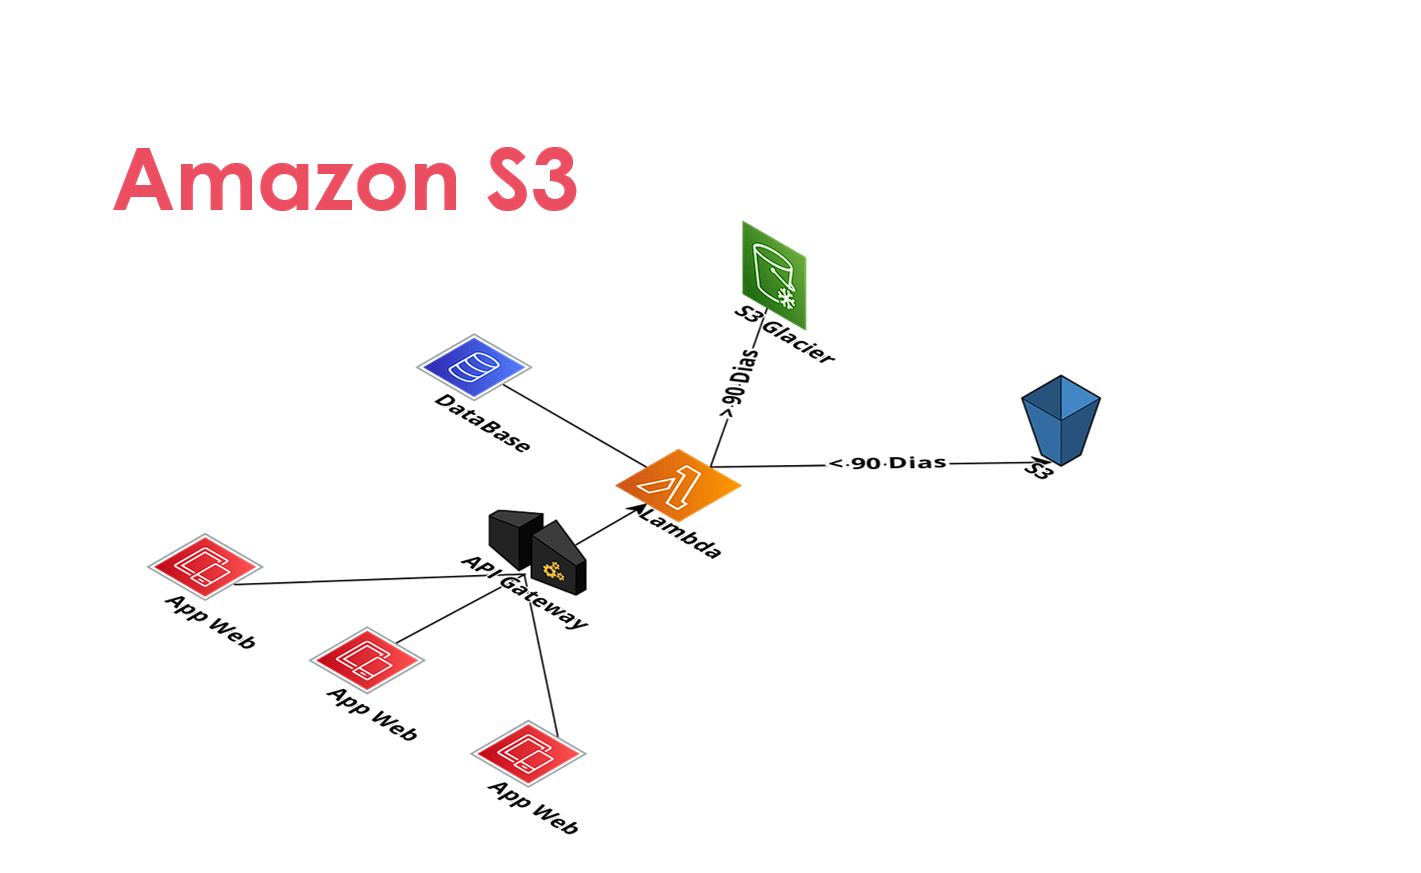 Amazon S3
S3 Glacier
> 90 Dias
DataBase
< 90 Dias
S3
Lambda
API Gateway
App Web
App Web
App Web